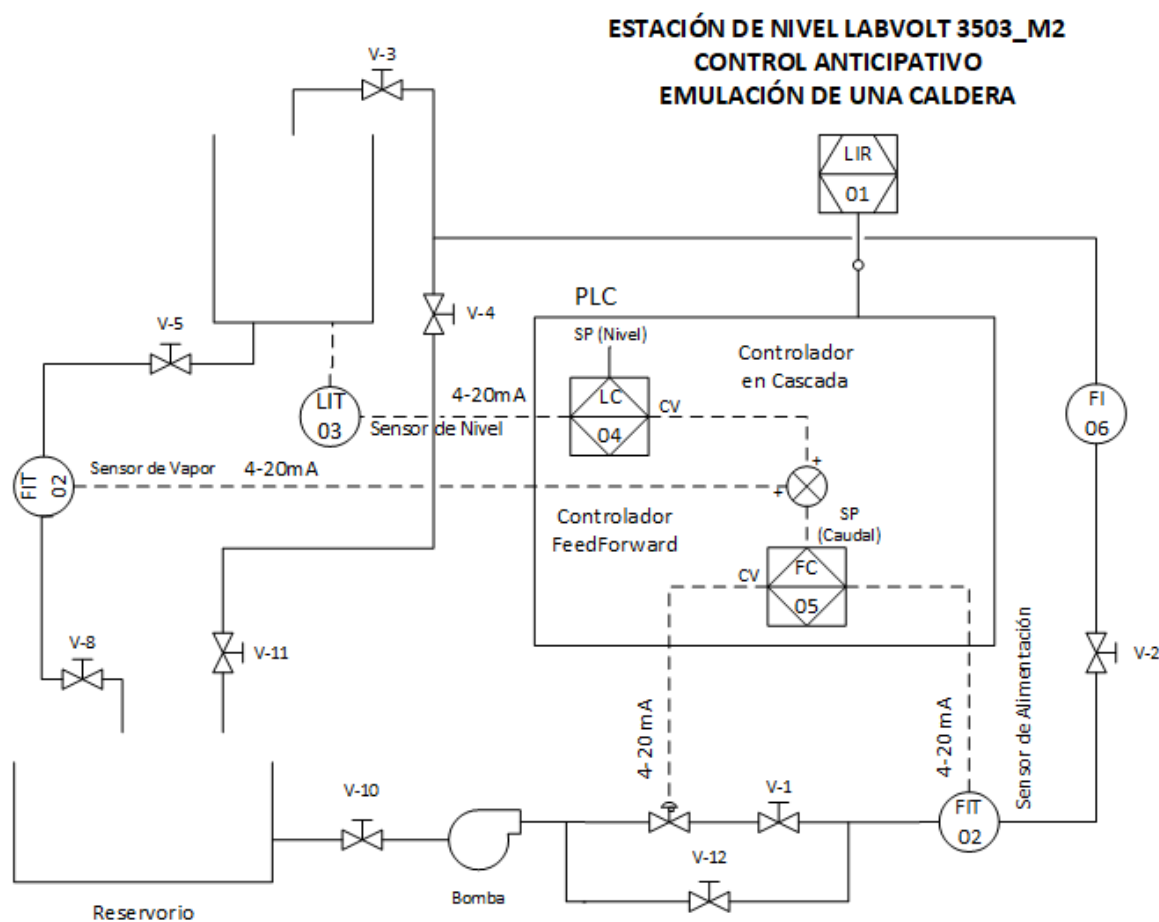 ESTACIÓN DE NIVEL LABVOLT 3503_M2
CONTROL ANTICIPATIVO
EMULACIÓN DE UNA CALDERA
V-3
LIR
01
V-5
V-4
PLC
SP (Nivel)
Controlador
en Cascada
LIT
03
4-20mA
Sensor de Nivel
LC
04
CV
FI
06
FIT
02
Sensor de Vapor
4-20mA
+
+
Controlador
FeedForward
SP
(Caudal)
CV
FC
05
V-8
V-11
V-2
4-20 mA
4-20 mA
Sensor de Alimentación
V-10
V-1
FIT
02
V-12
Bomba
Reservorio